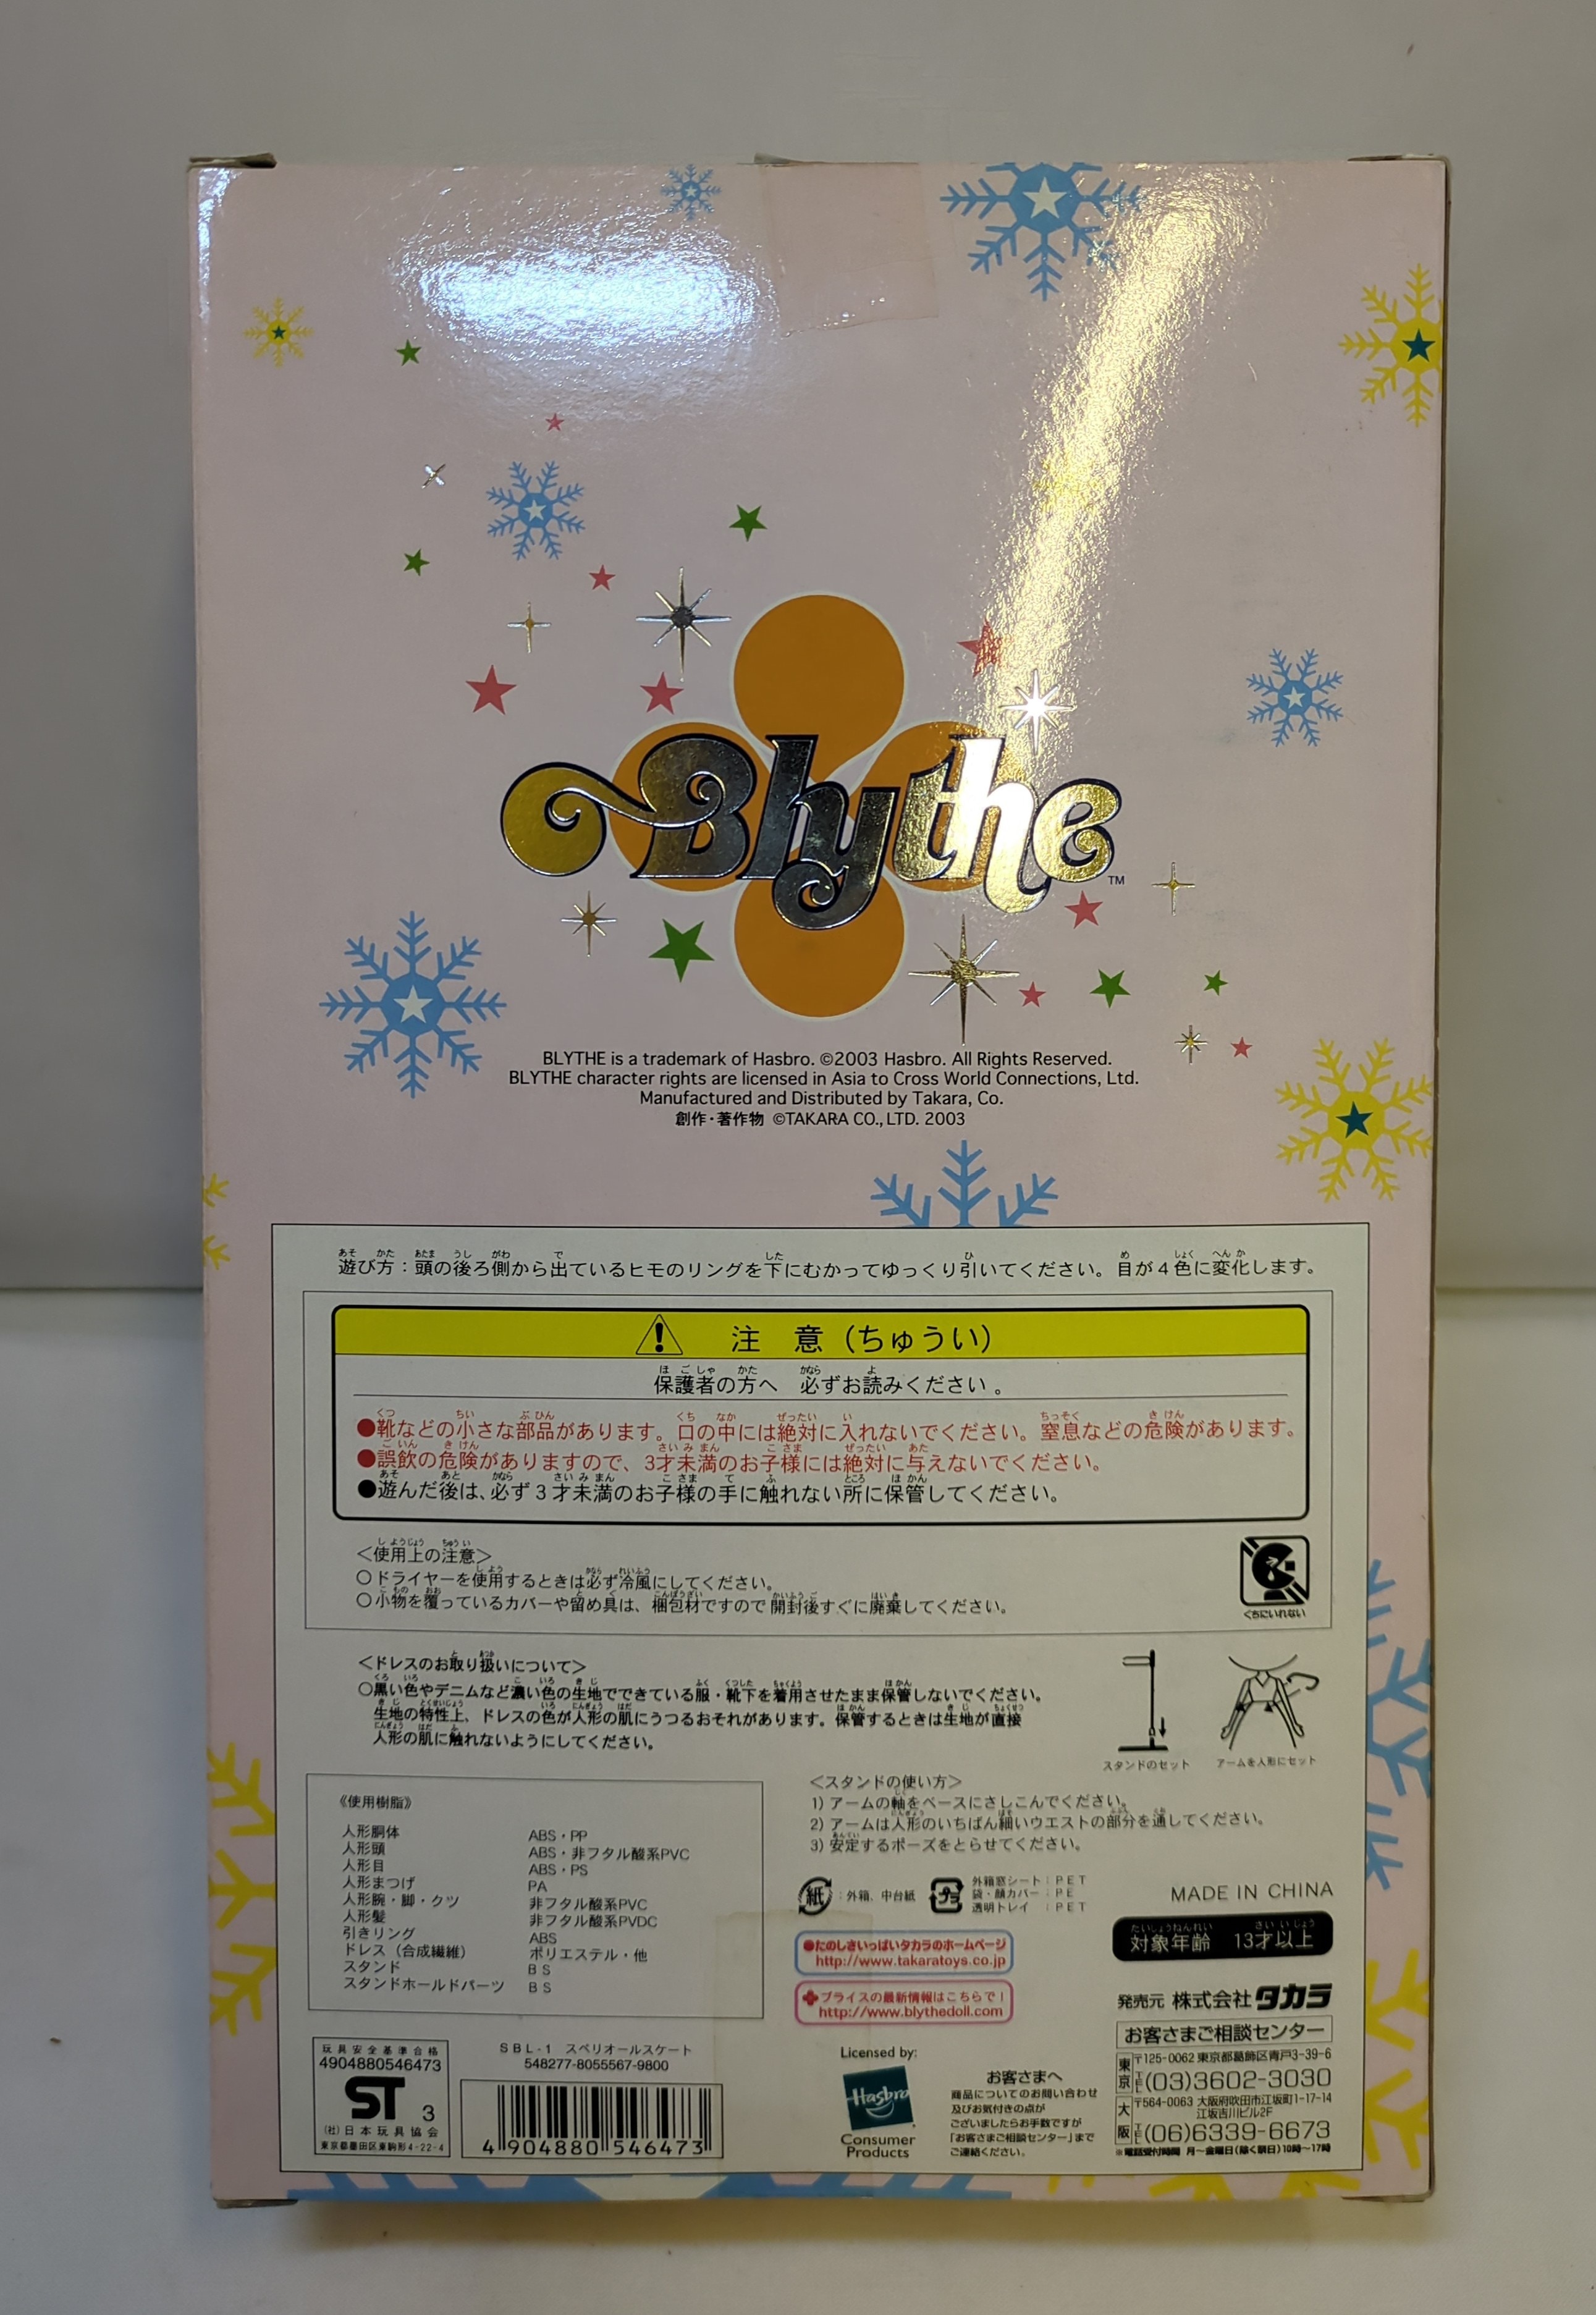 Blythe™
BLYTHE is a trademark of Hasbro. ©2003 Hasbro. All Rights Reserved.
BLYTHE character rights are licensed in Asia to Cross World Connections, Ltd.
Manufactured and Distributed by Takara, Co.
創作・著作物 ©TAKARA CO., LTD. 2003
遊び方：頭の後ろ側から出ているヒモのリングを下にむかってゆっくり引いてください。目が4色に変化します。
注 意（ちゅうい）
保護者の方へ 必ずお読みください。
●靴などの小さな部品があります。口の中には絶対に入れないでください。窒息などの危険があります。
●誤飲の危険がありますので、3才未満のお子様には絶対に与えないでください。
●遊んだ後は、必ず3才未満のお子様の手に触れない所に保管してください。
＜使用上の注意＞
○ドライヤーを使用するときは必ず冷風にしてください。
○小物を覆っているカバーや留め具は、梱包材ですので開封後すぐに廃棄してください。
くちにいれない
＜ドレスのお取り扱いについて＞
○黒い色やデニムなど濃い色の生地でできている服・靴下を着用させたまま保管しないでください。
生地の特性上、ドレスの色が人形の肌にうつるおそれがあります。保管するときは生地が直接
人形の肌に触れないようにしてください。
スタンドのセット
アームを人形にセット
＜スタンドの使い方＞
1) アームの軸をベースにさしこんでください。
2) アームは人形のいちばん細いウエストの部分を通してください。
3) 安定するポーズをとらせてください。
《使用樹脂》
人形胴体 ABS・PP
人形頭 ABS・非フタル酸系PVC
人形目 ABS・PS
人形まつげ PA
人形腕・脚・クツ 非フタル酸系PVC
人形髪 非フタル酸系PVDC
引きリング ABS
ドレス（合成繊維） ポリエステル・他
スタンド BS
スタンドホールドパーツ BS
紙：外箱、中台紙
プラ
外箱窓シート：PET
袋・顔カバー：PE
透明トレイ：PET
MADE IN CHINA
対象年齢 13才以上
●たのしさいっぱいタカラのホームページ
http://www.takaratoys.co.jp
ブライスの最新情報はこちらで！
http://www.blythedoll.com
発売元 株式会社タカラ
お客さまご相談センター
東京 〒125-0062 東京都葛飾区青戸3-39-6
TEL(03)3602-3030
大阪 〒564-0063 大阪府吹田市江坂町1-17-14
江坂吉川ビル2F
TEL(06)6339-6673
※電話受付時間 月〜金曜日(除く祭日)10時〜17時
玩具安全基準合格
4904880546473
ST 3
(社)日本玩具協会
東京都墨田区東駒形4-22-4
SBL-1 スペリオールスケート
548277-8055567-9800
4 904880 546473
Licensed by:
Hasbro
Consumer
Products
お客さまへ
商品についてのお問い合わせ
及びお気付きの点が
ございましたらお手数ですが
「お客さまご相談センター」まで
ご連絡ください。